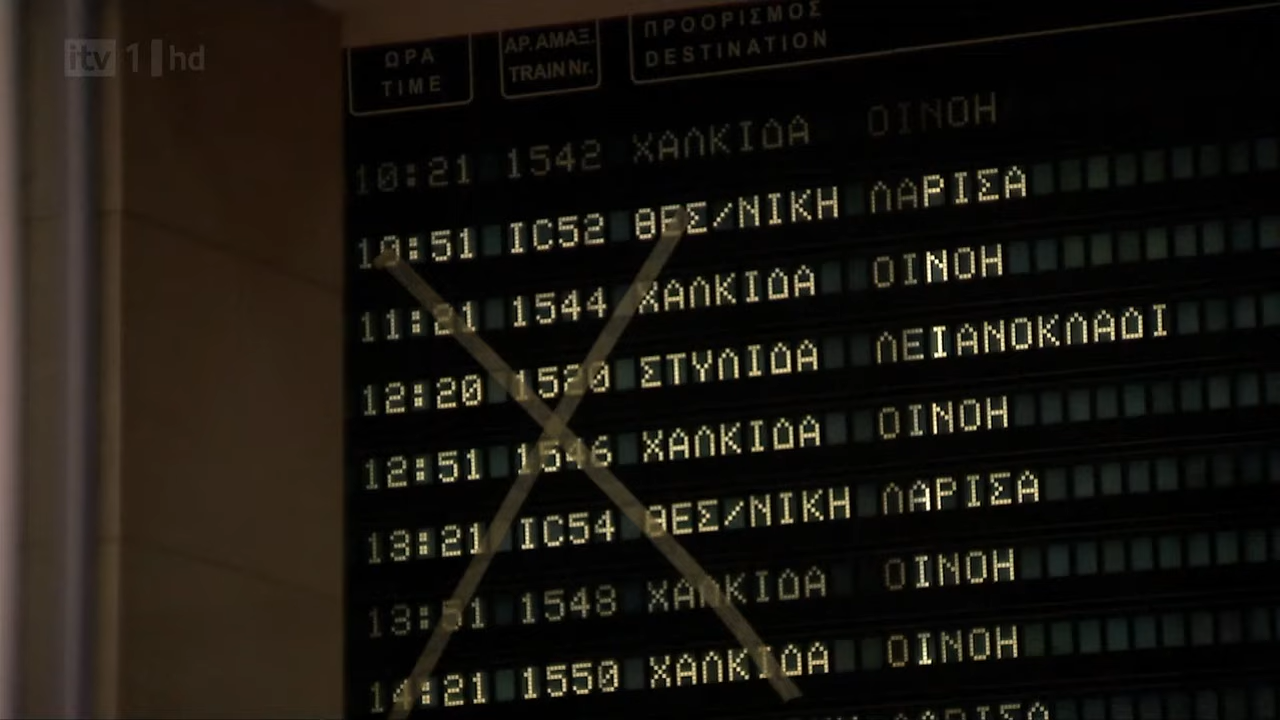 itv 1 hd
ΩΡΑ ΑΡ.ΑΜΑΞ. ΠΡΟΟΡΙΣΜΟΣ
TIME TRAIN Nr. DESTINATION
10:21 1542 ΧΑΛΚΙΔΑ ΟΙΝΟΗ
10:51 IC52 ΘΕΣ/ΝΙΚΗ ΛΑΡΙΣΑ
11:21 1544 ΧΑΛΚΙΔΑ ΟΙΝΟΗ
12:20 1520 ΣΤΥΛΙΔΑ ΛΕΙΑΝΟΚΛΑΔΙ
12:51 1546 ΧΑΛΚΙΔΑ ΟΙΝΟΗ
13:21 IC54 ΘΕΣ/ΝΙΚΗ ΛΑΡΙΣΑ
13:51 1548 ΧΑΛΚΙΔΑ ΟΙΝΟΗ
14:21 1550 ΧΑΛΚΙΔΑ ΟΙΝΟΗ